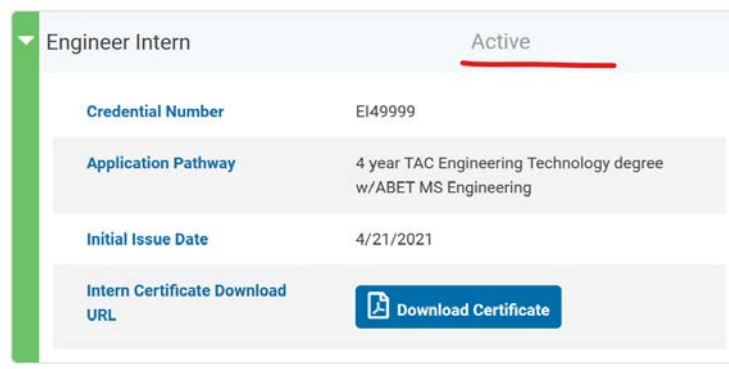 Engineer Intern Active
Credential Number EI49999
Application Pathway 4 year TAC Engineering Technology degree
w/ABET MS Engineering
Initial Issue Date 4/21/2021
Intern Certificate Download
URL
Download Certificate